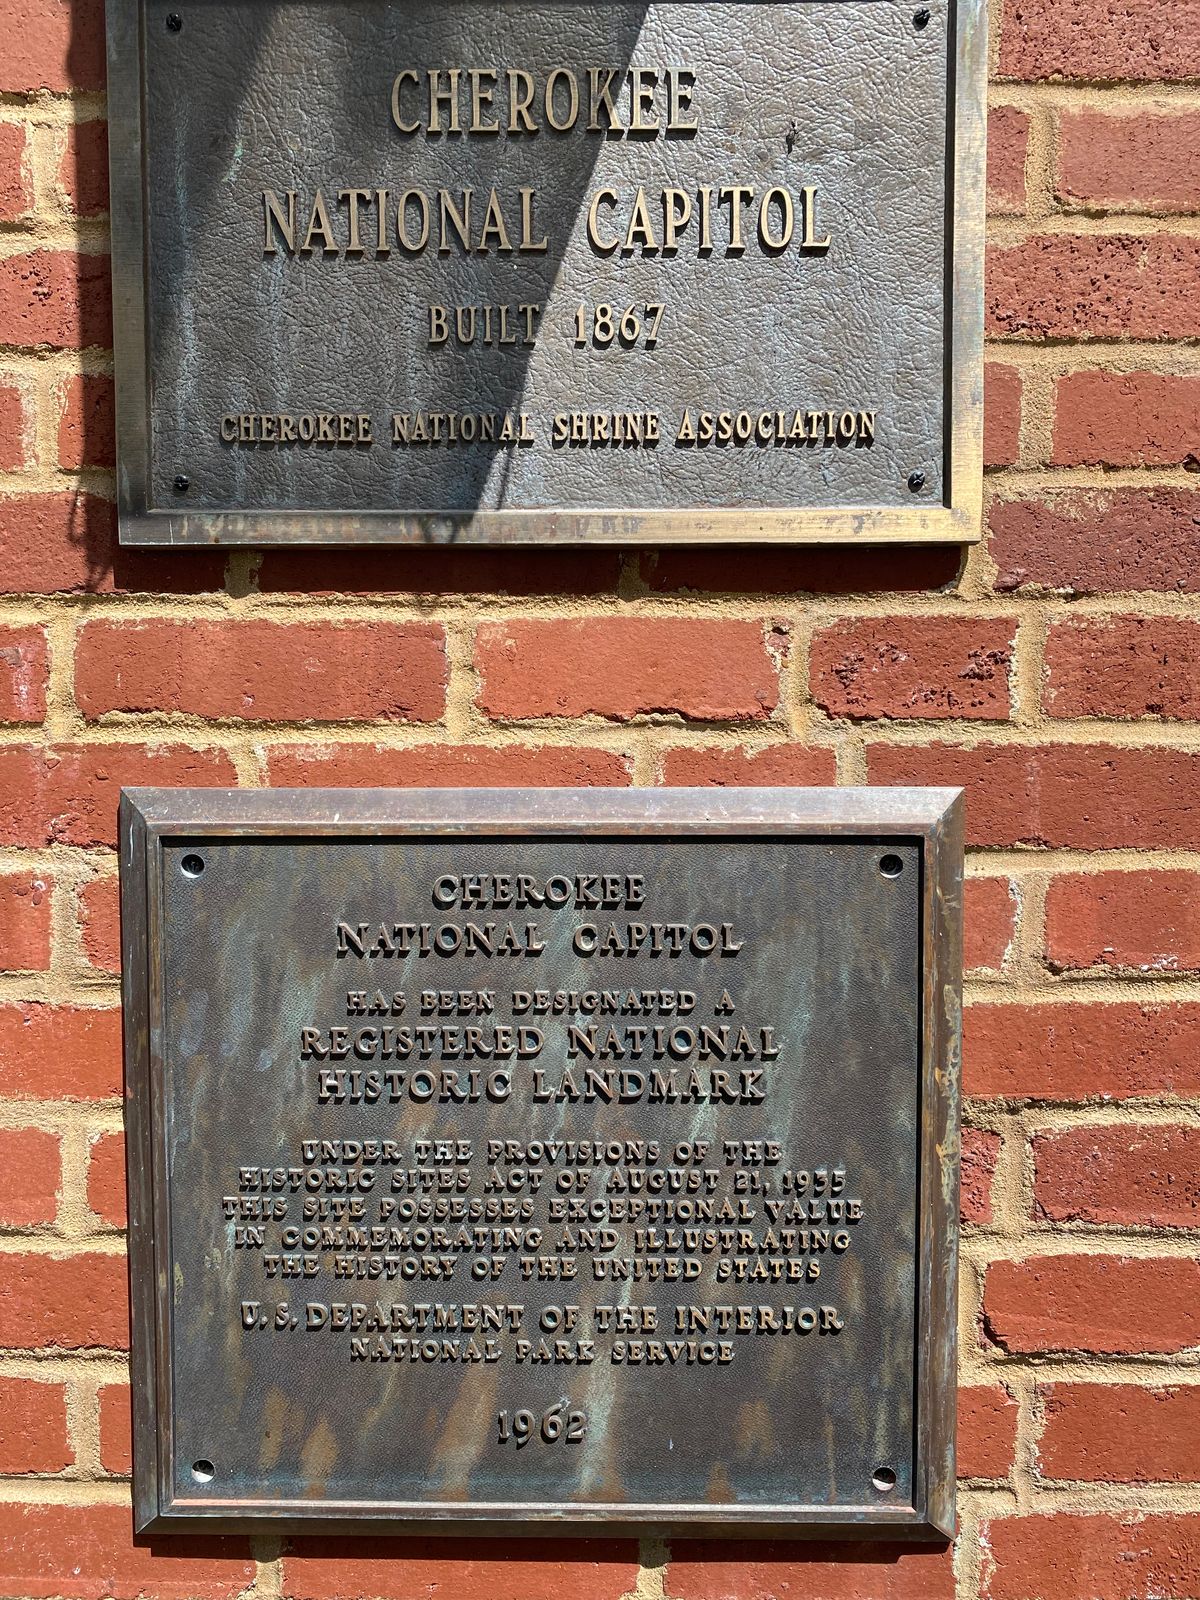 CHEROKEE
NATIONAL CAPITOL
BUILT 1867
CHEROKEE NATIONAL SHRINE ASSOCIATION
CHEROKEE
NATIONAL CAPITOL
HAS BEEN DESIGNATED A
REGISTERED NATIONAL
HISTORIC LANDMARK
UNDER THE PROVISIONS OF THE
HISTORIC SITES ACT OF AUGUST 21, 1935
THIS SITE POSSESSES EXCEPTIONAL VALUE
IN COMMEMORATING AND ILLUSTRATING
THE HISTORY OF THE UNITED STATES
U.S. DEPARTMENT OF THE INTERIOR
NATIONAL PARK SERVICE
1962